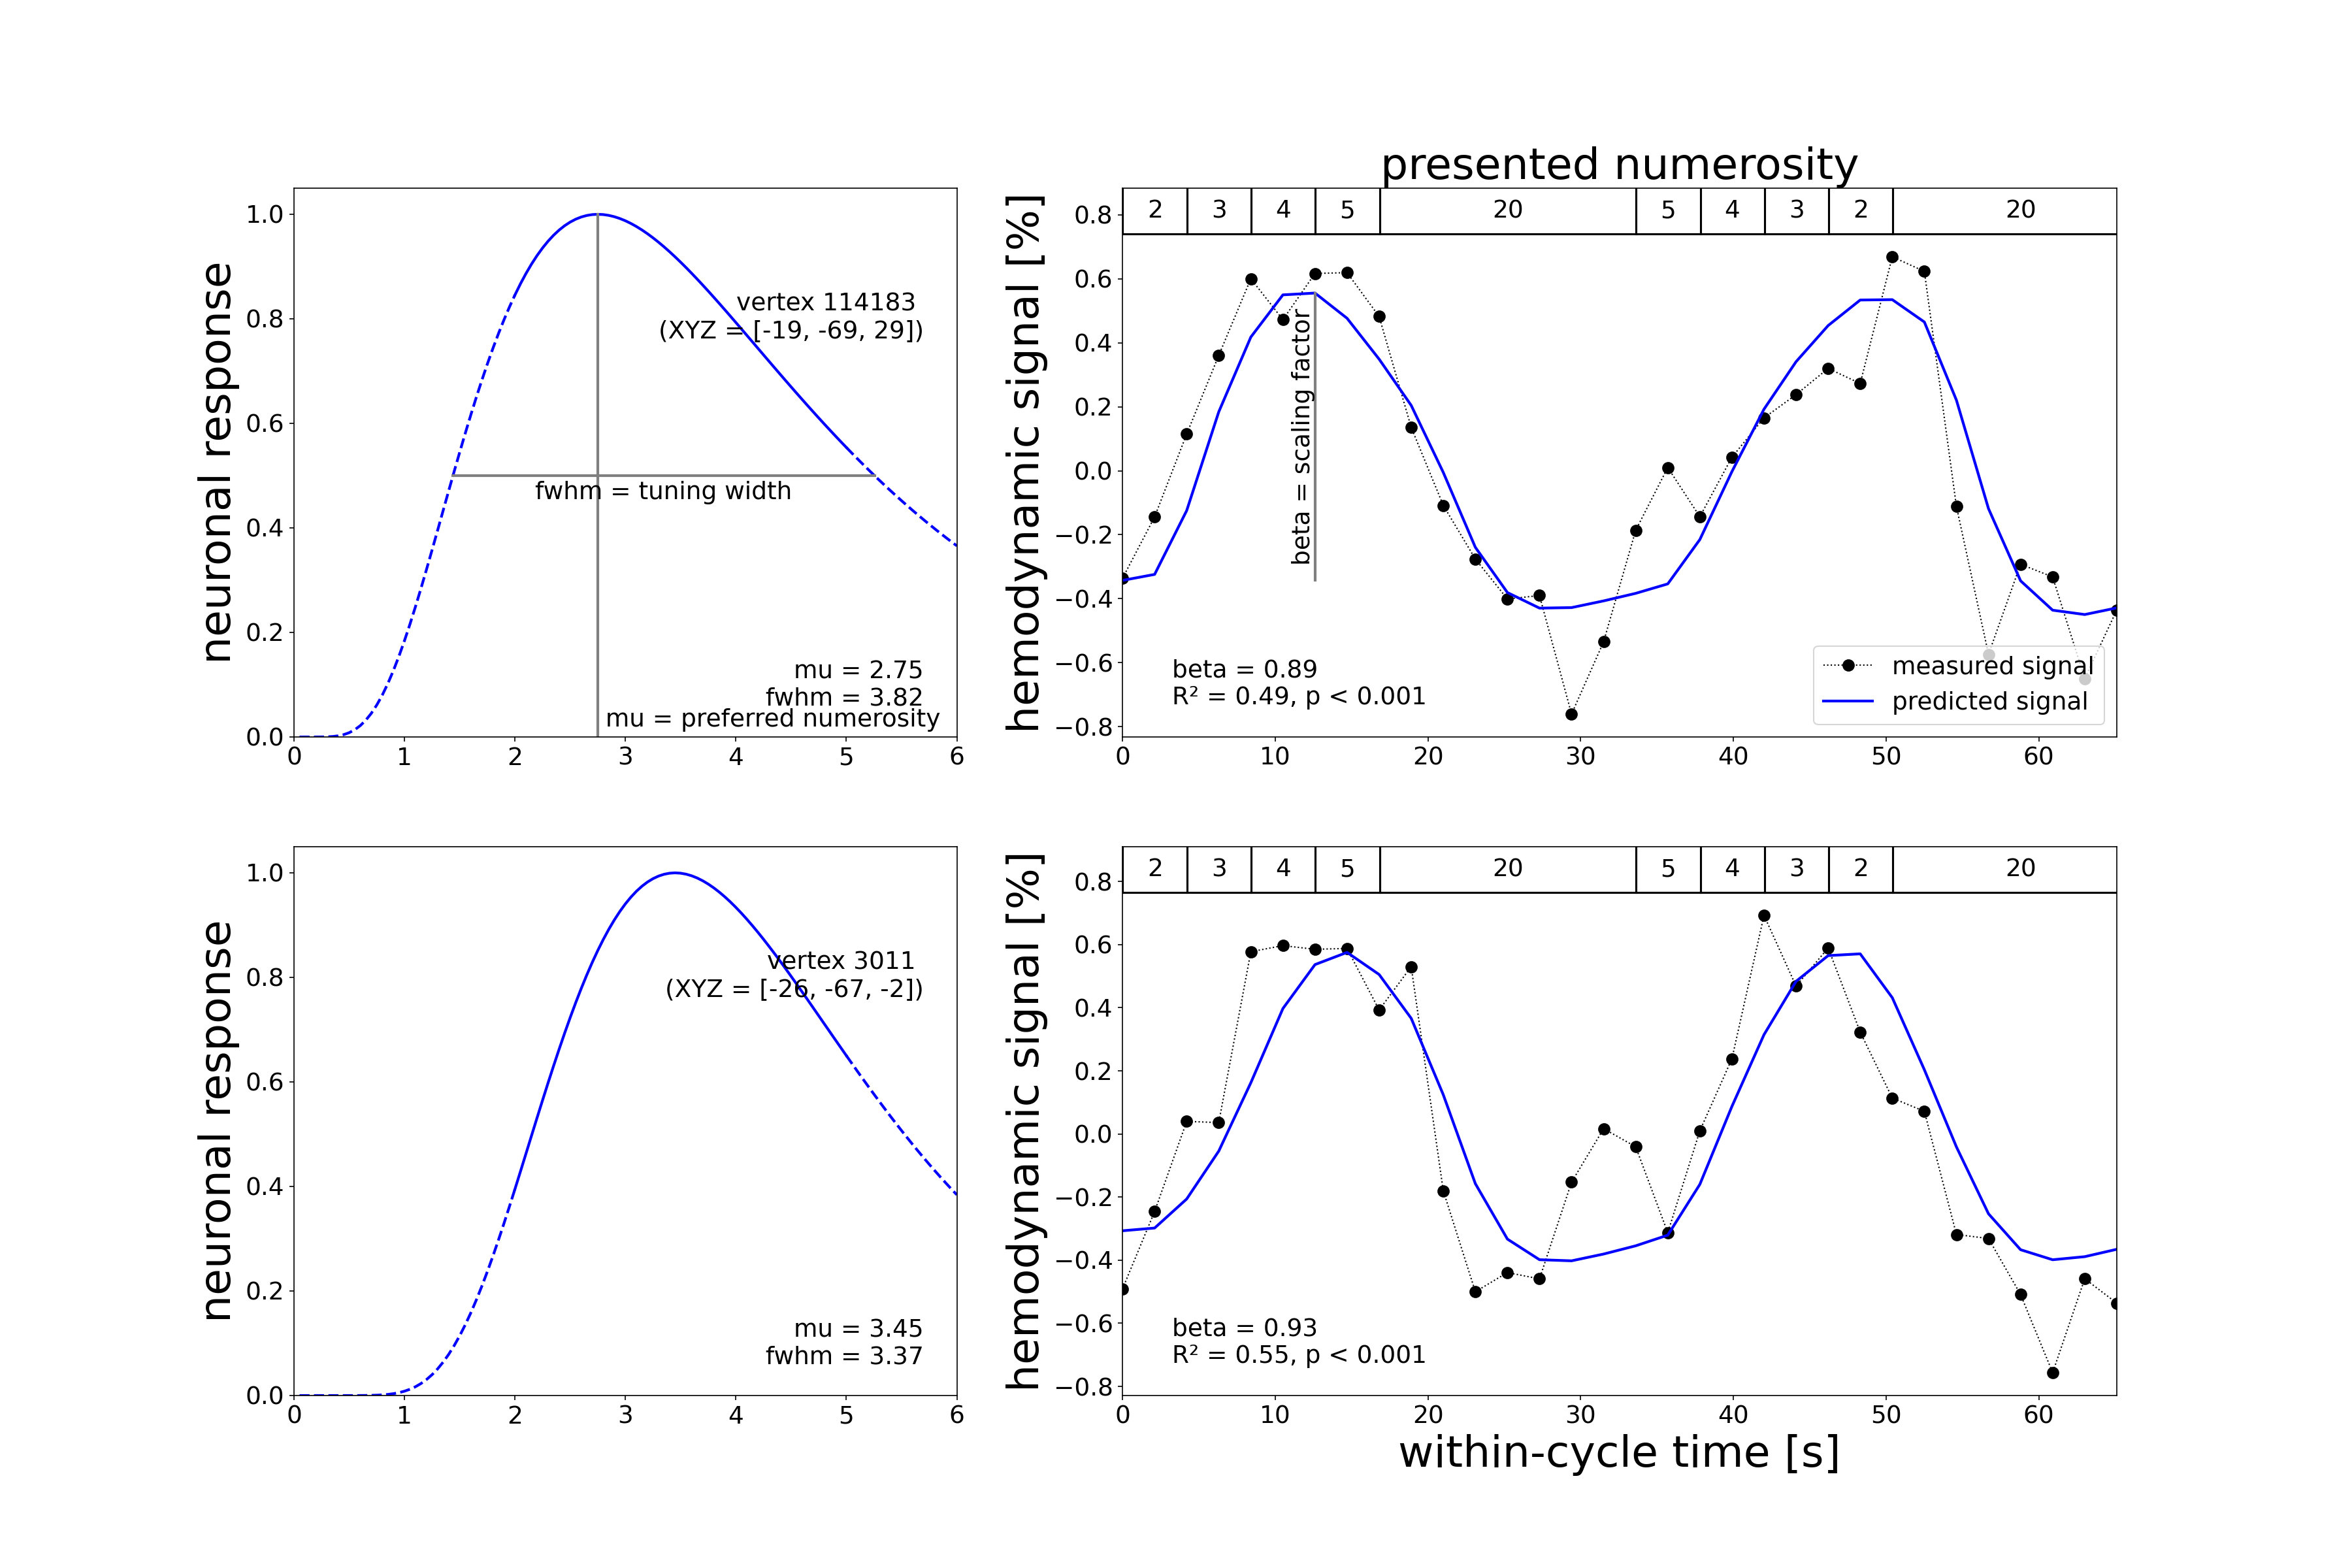 presented numerosity
neuronal response
1.0
0.8
0.6
0.4
0.2
0.0
vertex 114183
(XYZ = [-19, -69, 29])
fwhm = tuning width
mu = 2.75
fwhm = 3.82
mu = preferred numerosity
0 1 2 3 4 5 6
hemodynamic signal [%]
2 3 4 5 20 5 4 3 2 20
0.8
0.6
0.4
0.2
0.0
−0.2
−0.4
−0.6
−0.8
beta = scaling factor
beta = 0.89
R² = 0.49, p < 0.001
measured signal
predicted signal
0 10 20 30 40 50 60
neuronal response
1.0
0.8
0.6
0.4
0.2
0.0
vertex 3011
(XYZ = [-26, -67, -2])
mu = 3.45
fwhm = 3.37
0 1 2 3 4 5 6
hemodynamic signal [%]
2 3 4 5 20 5 4 3 2 20
0.8
0.6
0.4
0.2
0.0
−0.2
−0.4
−0.6
−0.8
beta = 0.93
R² = 0.55, p < 0.001
0 10 20 30 40 50 60
within-cycle time [s]